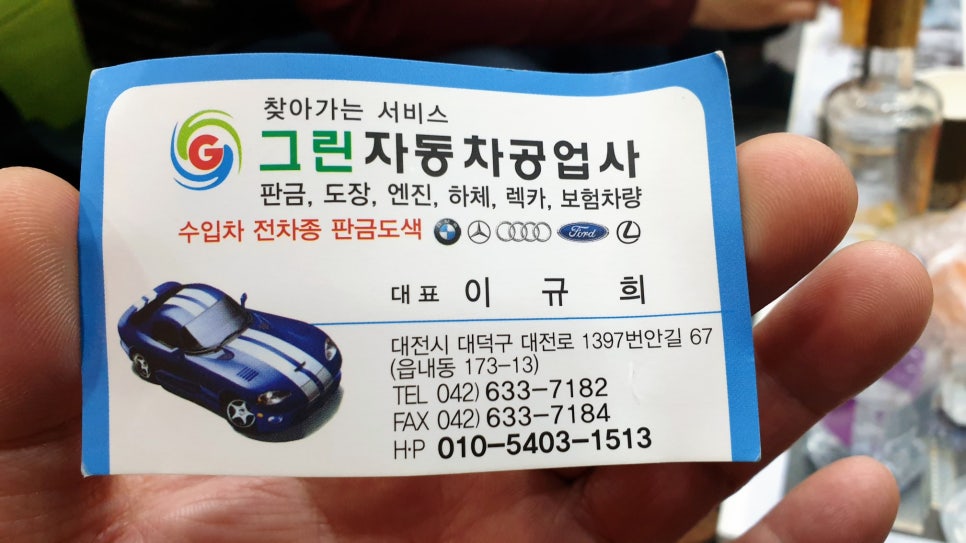 찾아가는 서비스
G 그린자동차공업사
판금, 도장, 엔진, 하체, 렉카, 보험차량
수입차 전차종 판금도색 Ford
대표 이 규 희
대전시 대덕구 대전로 1397번안길 67
(읍내동 173-13)
TEL 042) 633-7182
FAX 042) 633-7184
H·P 010-5403-1513